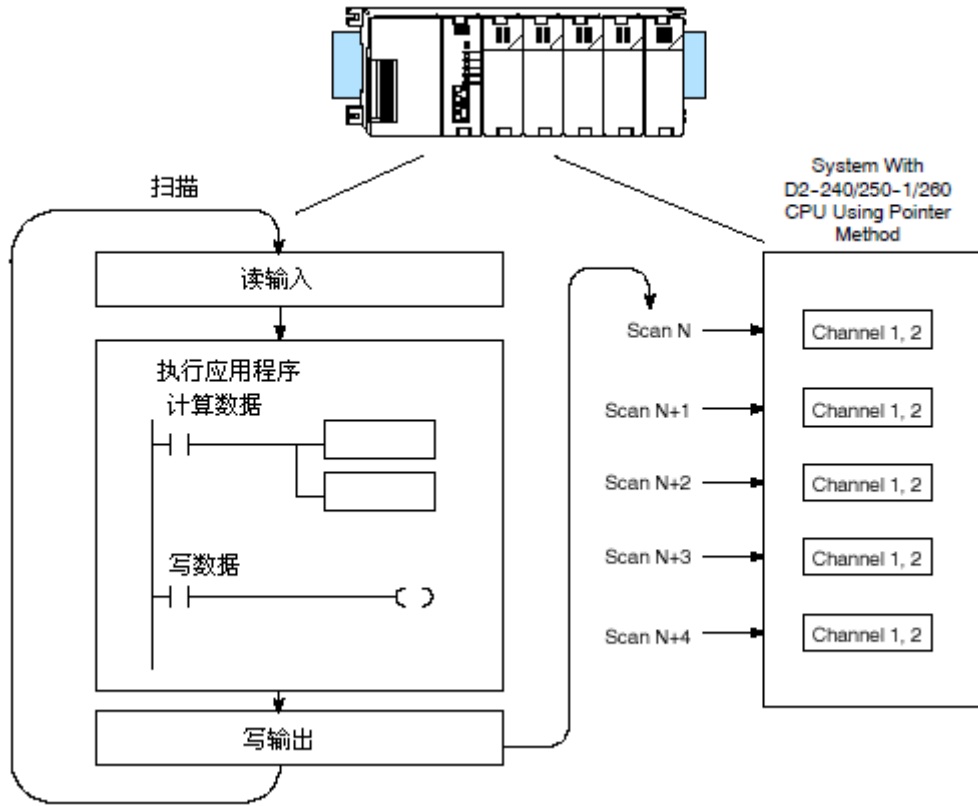 System With
D2-240/250-1/260
CPU Using Pointer
Method
扫描
读输入
执行应用程序
计算数据
写数据
写输出
Scan N
Channel 1, 2
Scan N+1
Channel 1, 2
Scan N+2
Channel 1, 2
Scan N+3
Channel 1, 2
Scan N+4
Channel 1, 2